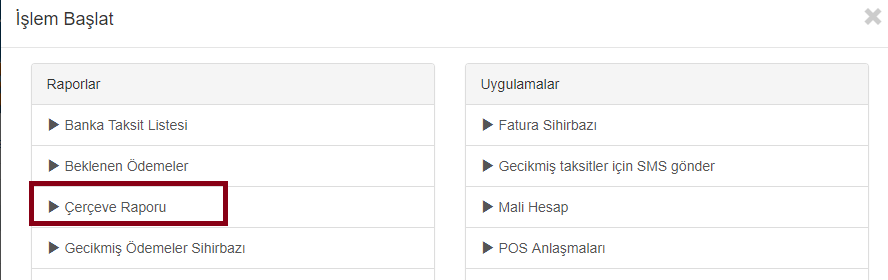 İşlem Başlat
Raporlar
Banka Taksit Listesi
Beklenen Ödemeler
Çerçeve Raporu
Gecikmiş Ödemeler Sihirbazı
Uygulamalar
Fatura Sihirbazı
Gecikmiş taksitler için SMS gönder
Mali Hesap
POS Anlaşmaları